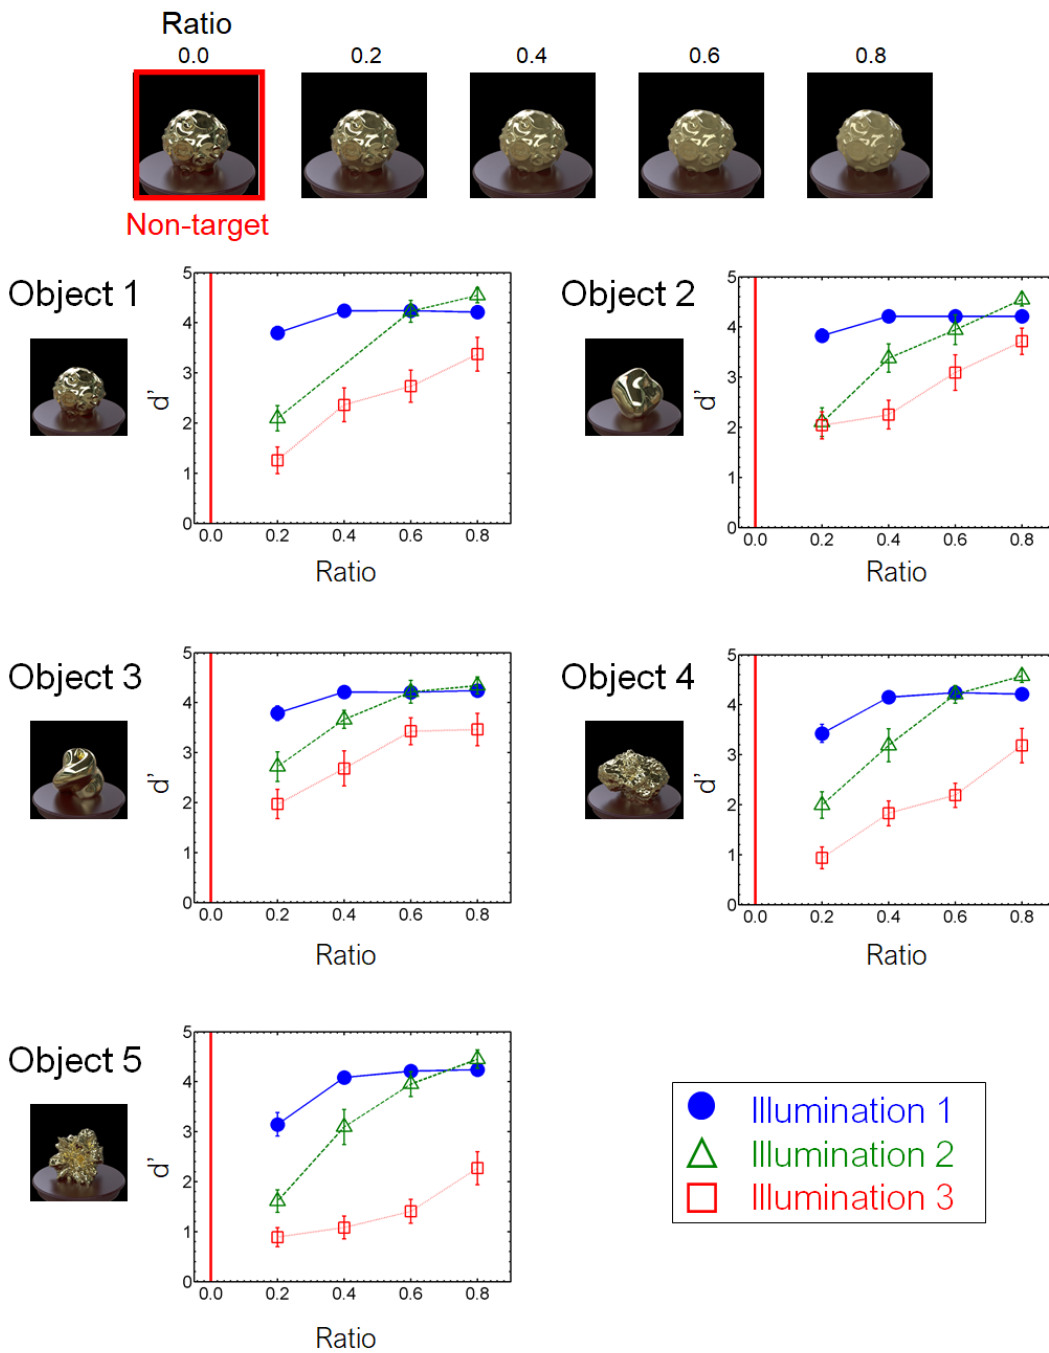 Ratio
0.0 0.2 0.4 0.6 0.8
Non-target
Object 1
5
4
3
2
1
0
d'
0.0 0.2 0.4 0.6 0.8
Ratio
Object 2
5
4
3
2
1
0
d'
0.0 0.2 0.4 0.6 0.8
Ratio
Object 3
5
4
3
2
1
0
d'
0.0 0.2 0.4 0.6 0.8
Ratio
Object 4
5
4
3
2
1
0
d'
0.0 0.2 0.4 0.6 0.8
Ratio
Object 5
5
4
3
2
1
0
d'
0.0 0.2 0.4 0.6 0.8
Ratio
Illumination 1
Illumination 2
Illumination 3